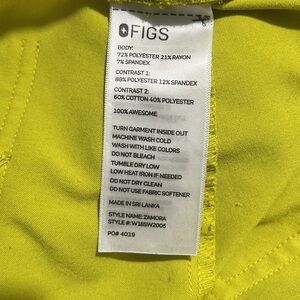 FIGS
BODY:
72% POLYESTER 21% RAYON
7% SPANDEX
CONTRAST 1:
88% POLYESTER 12% SPANDEX
CONTRAST 2:
60% COTTON 40% POLYESTER
100% AWESOME
TURN GARMENT INSIDE OUT
MACHINE WASH COLD
WASH WITH LIKE COLORS
DO NOT BLEACH
TUMBLE DRY LOW
LOW HEAT IRON IF NEEDED
DO NOT DRY CLEAN
DO NOT USE FABRIC SOFTENER
MADE IN SRI LANKA
STYLE NAME: ZAMORA
STYLE #: W18SW2006
PO# 4019